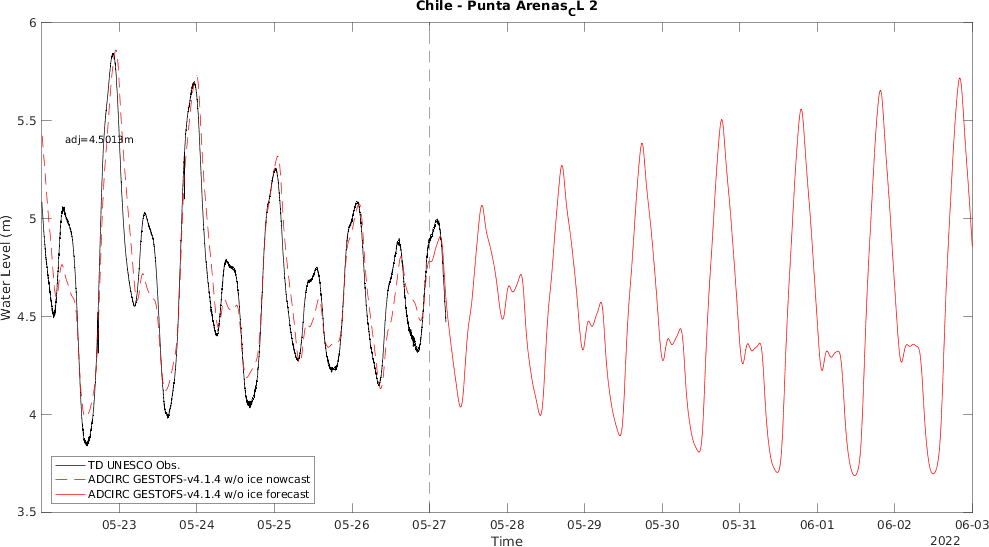 Chile - Punta Arenas_CL 2
6
5.5
5
4.5
4
3.5
Water Level (m)
adj=4.5013m
TD UNESCO Obs.
ADCIRC GESTOFS-v4.1.4 w/o ice nowcast
ADCIRC GESTOFS-v4.1.4 w/o ice forecast
05-23 05-24 05-25 05-26 05-27 05-28 05-29 05-30 05-31 06-01 06-02 06-03
Time
2022